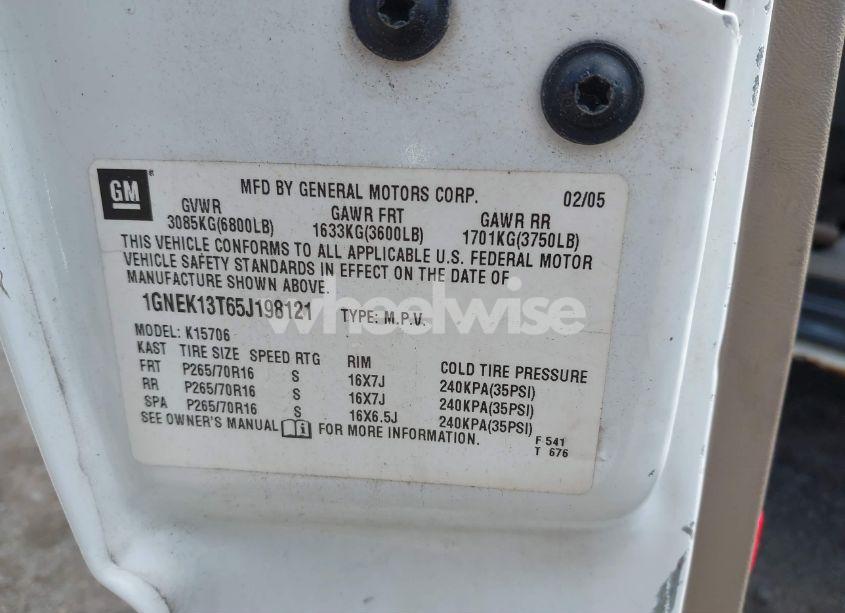 GM
MFD BY GENERAL MOTORS CORP. 02/05
GVWR GAWR FRT GAWR RR
3085KG(6800LB) 1633KG(3600LB) 1701KG(3750LB)
THIS VEHICLE CONFORMS TO ALL APPLICABLE U.S. FEDERAL MOTOR
VEHICLE SAFETY STANDARDS IN EFFECT ON THE DATE OF
MANUFACTURE SHOWN ABOVE.
1GNEK13T65J198121 TYPE: M.P.V.
wheelwise
MODEL: K15706
KAST TIRE SIZE SPEED RTG RIM COLD TIRE PRESSURE
FRT P265/70R16 S 16X7J 240KPA(35PSI)
RR P265/70R16 S 16X7J 240KPA(35PSI)
SPA P265/70R16 S 16X6.5J 240KPA(35PSI)
SEE OWNER'S MANUAL FOR MORE INFORMATION.
F 541
T 676